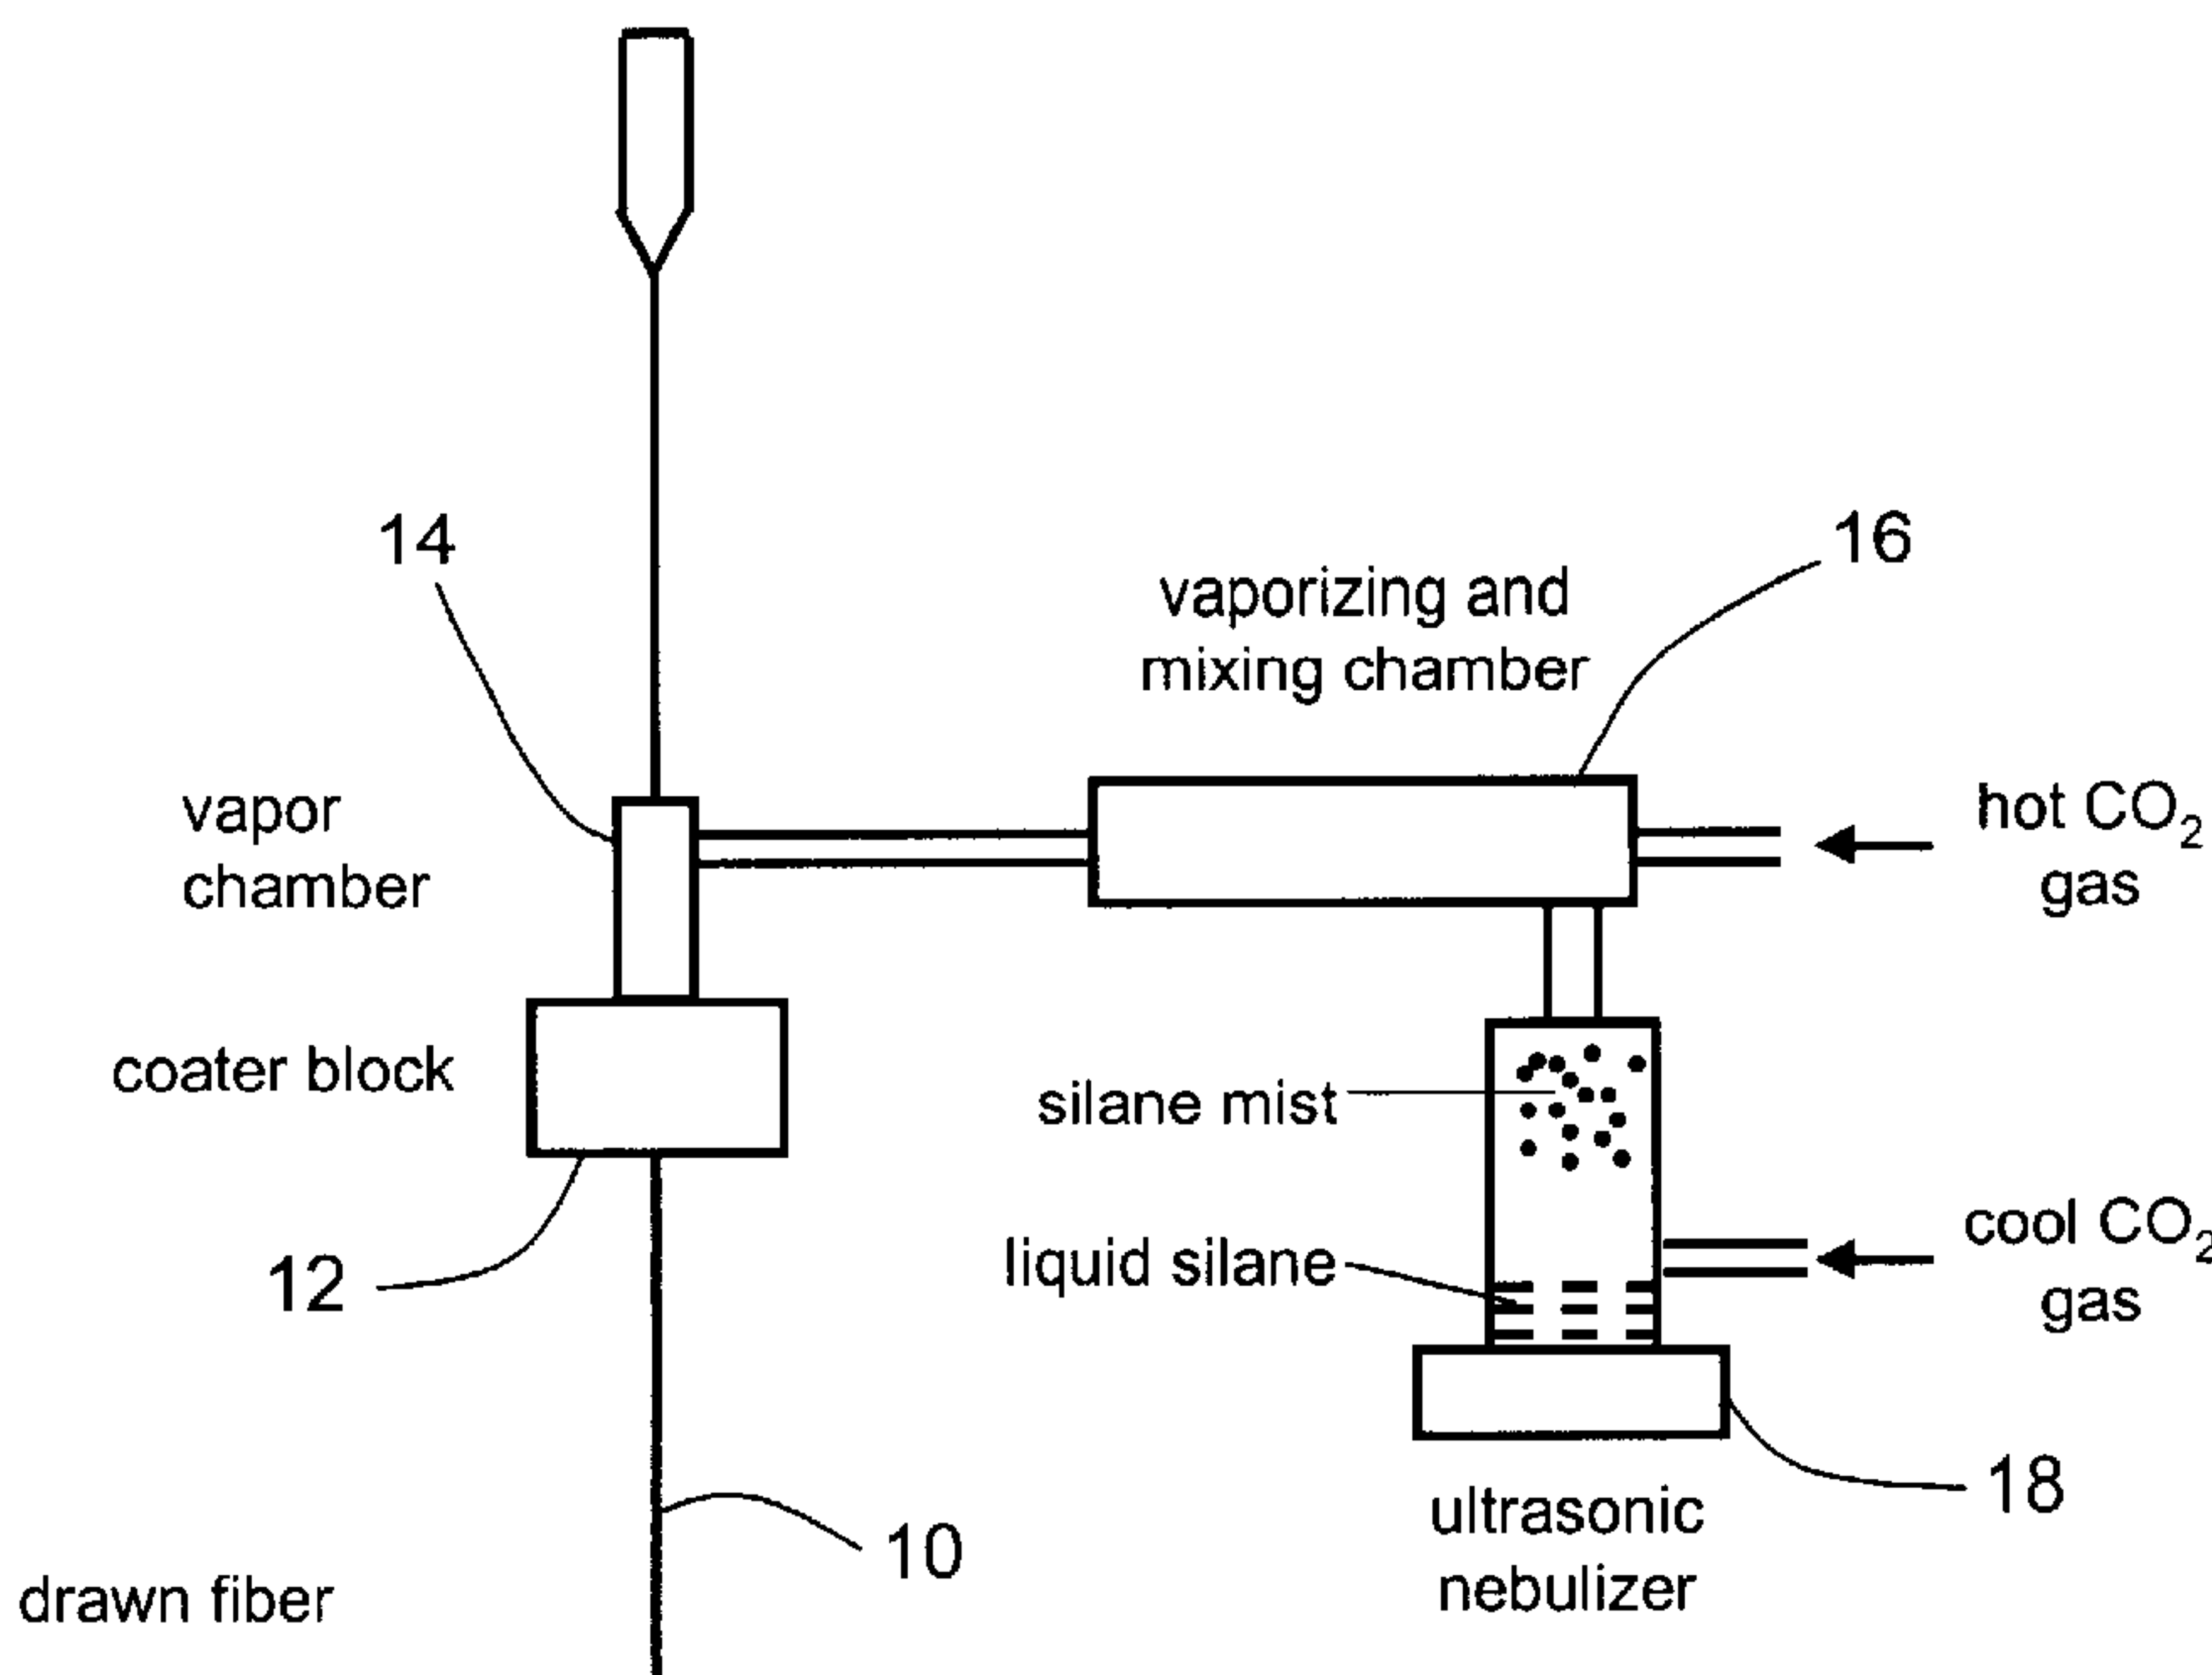 14
16
vaporizing and
mixing chamber
vapor
chamber
hot CO₂
gas
coater block
silane mist
12
liquid silane
cool CO₂
gas
10
18
ultrasonic
nebulizer
drawn fiber